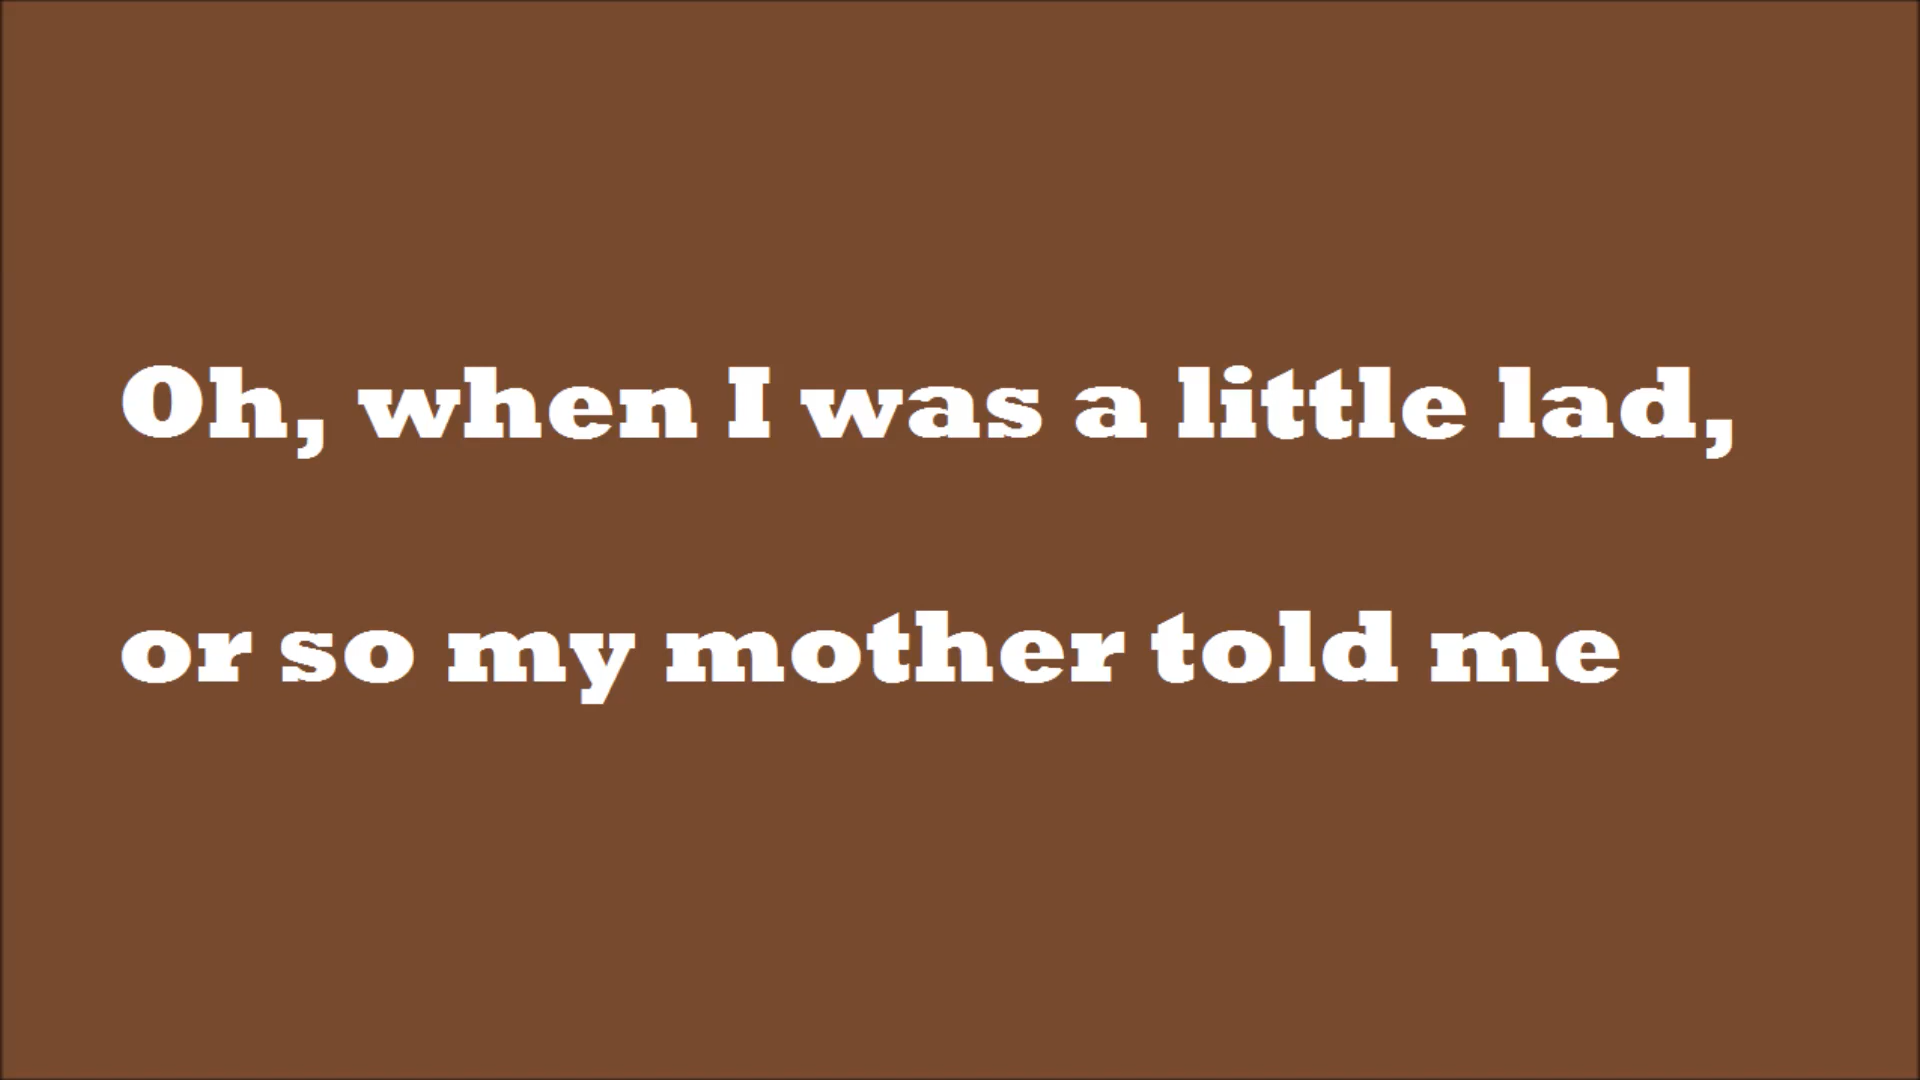 Oh, when I was a little lad,
or so my mother told me